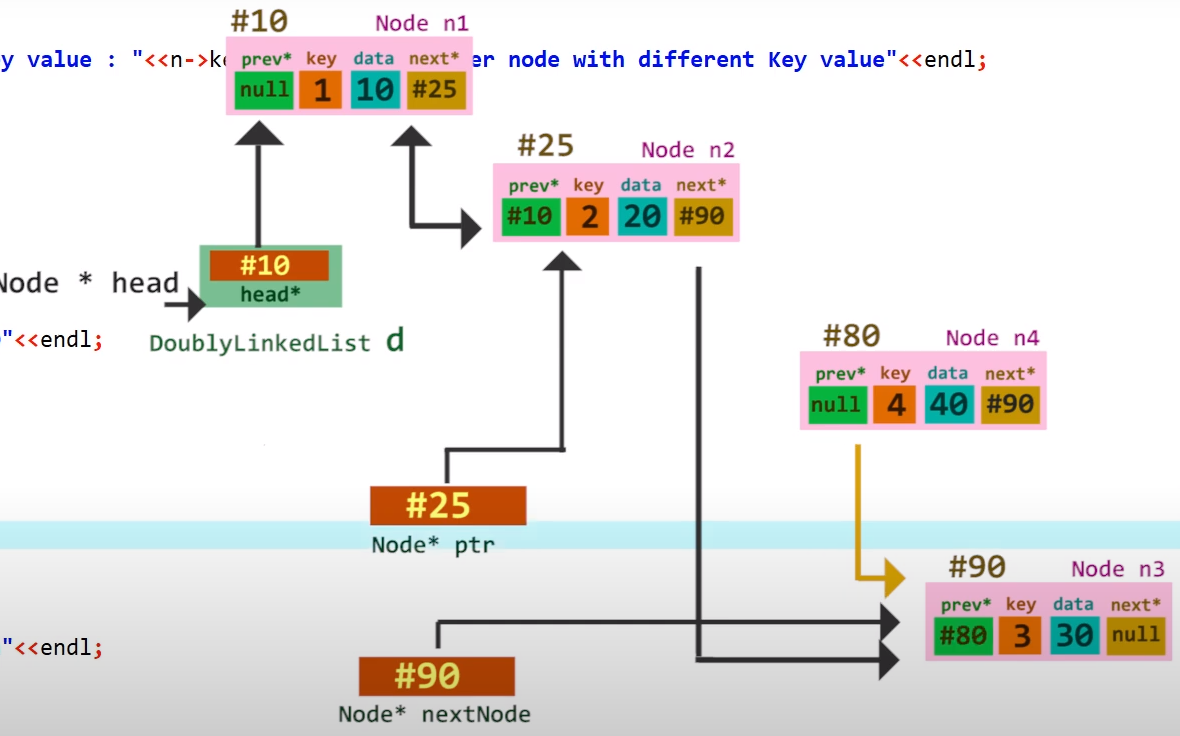 #10 Node n1
y value : "<<n->k er node with different Key value"<<endl;
prev* key data next*
null 1 10 #25
#25 Node n2
prev* key data next*
#10 2 20 #90
Node * head
#10
head*
"<<endl;
DoublyLinkedList d
#80 Node n4
prev* key data next*
null 4 40 #90
#25
Node* ptr
#90 Node n3
prev* key data next*
#80 3 30 null
"<<endl;
#90
Node* nextNode